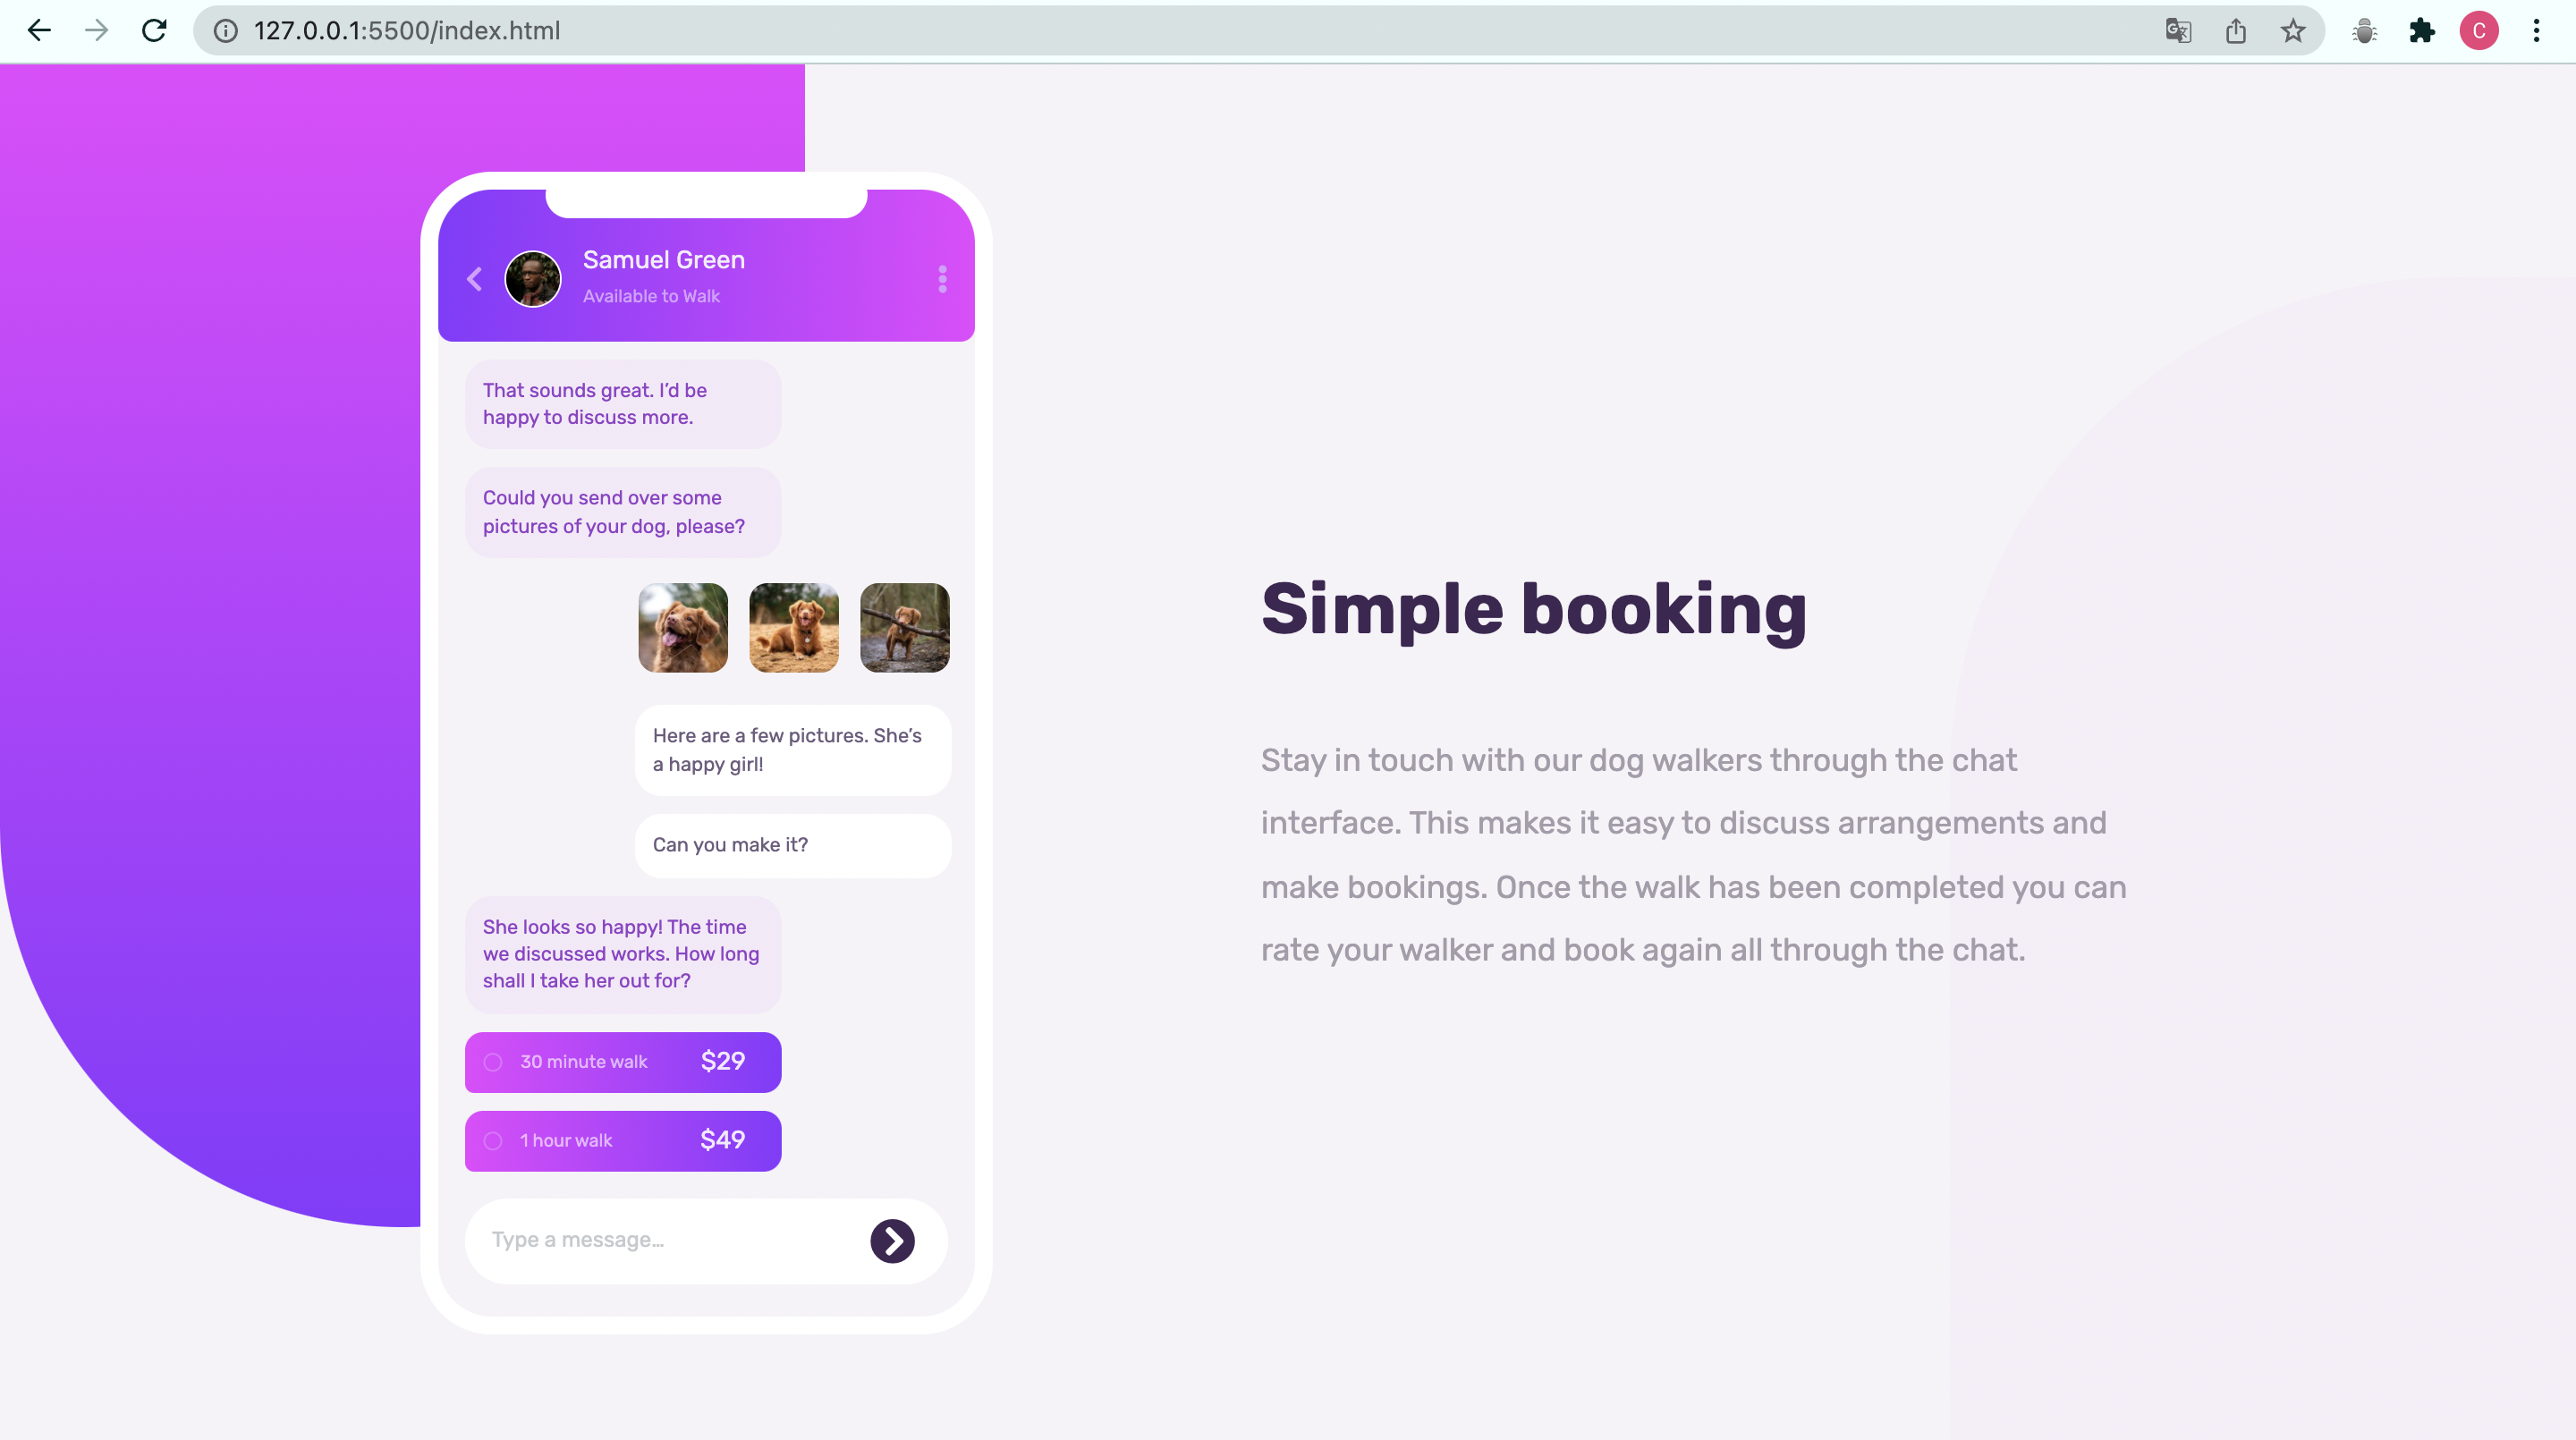 127.0.0.1:5500/index.html
C
Samuel Green
Available to Walk
That sounds great. I’d be
happy to discuss more.
Could you send over some
pictures of your dog, please?
Here are a few pictures. She’s
a happy girl!
Can you make it?
She looks so happy! The time
we discussed works. How long
shall I take her out for?
30 minute walk $29
1 hour walk $49
Type a message…
Simple booking
Stay in touch with our dog walkers through the chat
interface. This makes it easy to discuss arrangements and
make bookings. Once the walk has been completed you can
rate your walker and book again all through the chat.